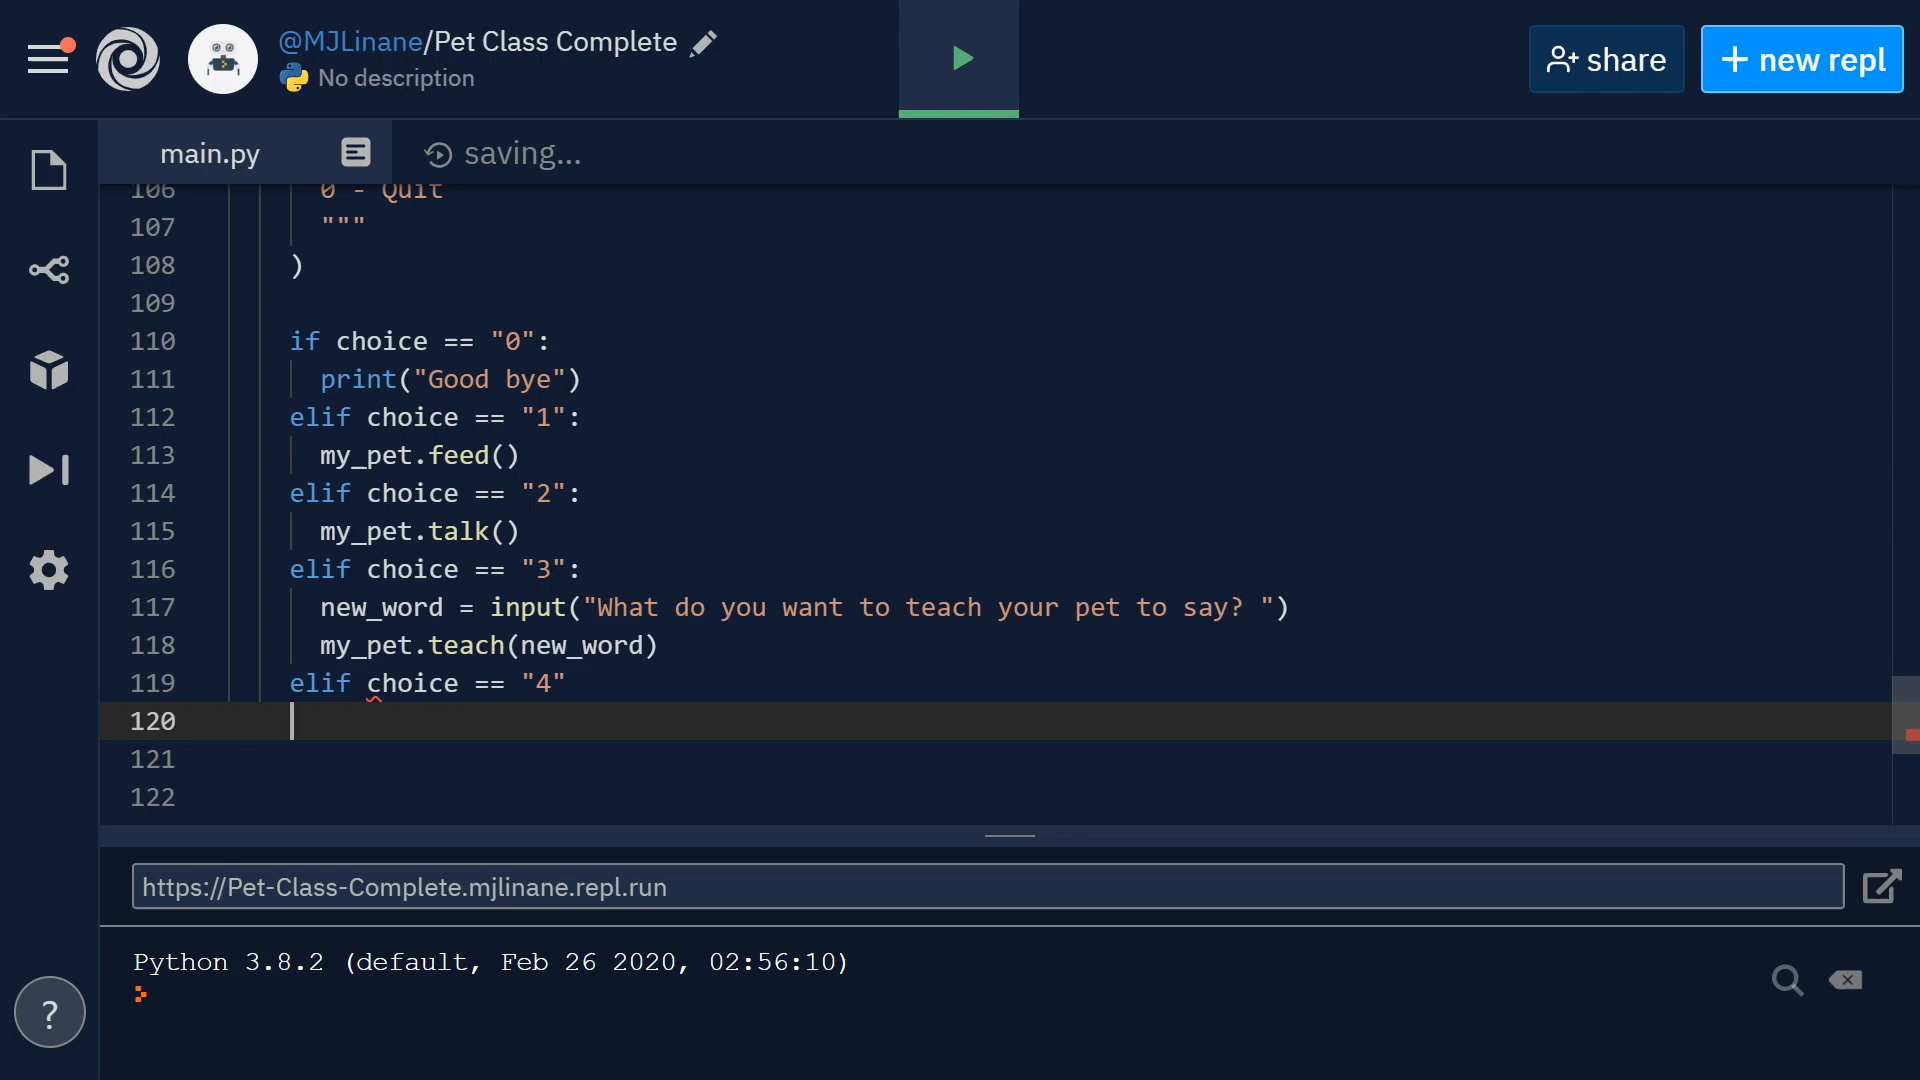 @MJLinane/Pet Class Complete
No description
share
+ new repl
main.py
saving...
106 0 - Quit
107 """
108 )
109
110 if choice == "0":
111 print("Good bye")
112 elif choice == "1":
113 my_pet.feed()
114 elif choice == "2":
115 my_pet.talk()
116 elif choice == "3":
117 new_word = input("What do you want to teach your pet to say? ")
118 my_pet.teach(new_word)
119 elif choice == "4"
120
121
122
https://Pet-Class-Complete.mjlinane.repl.run
Python 3.8.2 (default, Feb 26 2020, 02:56:10)
?